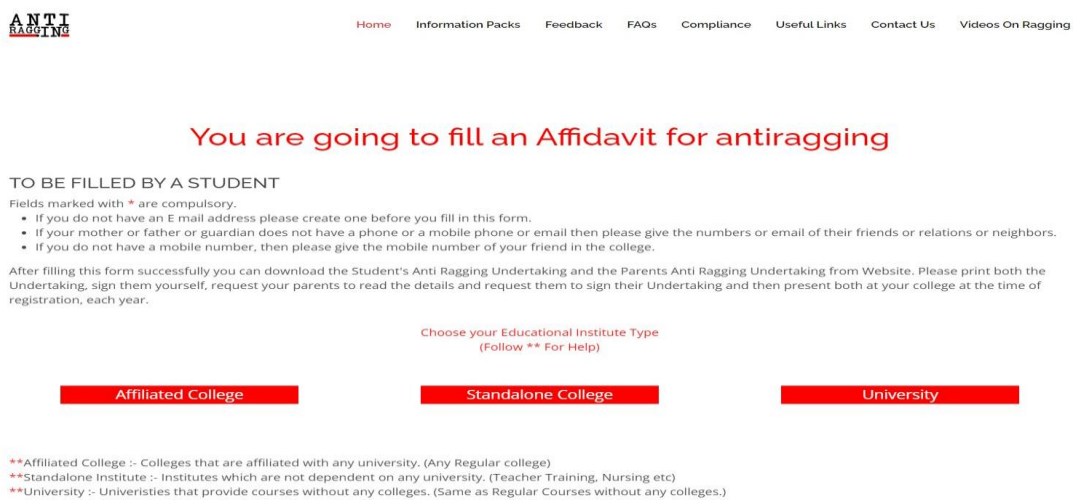 ANTI
RAGGING
Home Information Packs Feedback FAQs Compliance Useful Links Contact Us Videos On Ragging
You are going to fill an Affidavit for antiragging
TO BE FILLED BY A STUDENT
Fields marked with * are compulsory.
• If you do not have an E mail address please create one before you fill in this form.
• If your mother or father or guardian does not have a phone or a mobile phone or email then please give the numbers or email of their friends or relations or neighbors.
• If you do not have a mobile number, then please give the mobile number of your friend in the college.
After filling this form successfully you can download the Student's Anti Ragging Undertaking and the Parents Anti Ragging Undertaking from Website. Please print both the
Undertaking, sign them yourself, request your parents to read the details and request them to sign their Undertaking and then present both at your college at the time of
registration, each year.
Choose your Educational Institute Type
(Follow ** For Help)
Affiliated College Standalone College University
**Affiliated College :- Colleges that are affiliated with any university. (Any Regular college)
**Standalone Institute :- Institutes which are not dependent on any university. (Teacher Training, Nursing etc)
**University :- Univeristies that provide courses without any colleges. (Same as Regular Courses without any colleges.)